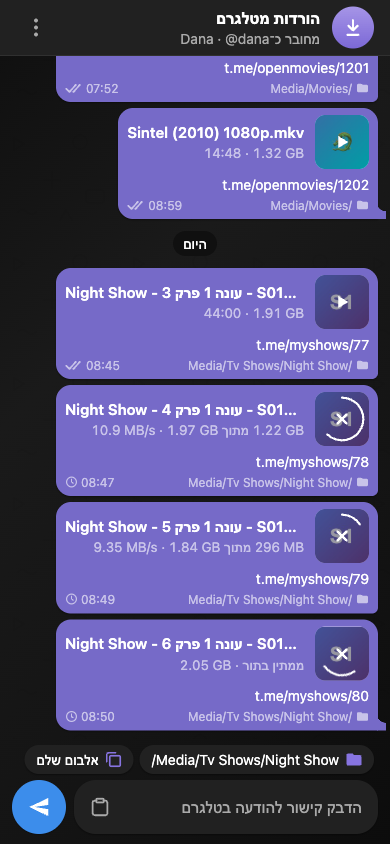 הורדות מטלגרם
מחובר כ־‎@dana · Dana
t.me/openmovies/1201
Media/Movies/
07:52
Sintel (2010) 1080p.mkv
14:48 · 1.32 GB
t.me/openmovies/1202
Media/Movies/
08:59
היום
Night Show - עונה 1 פרק 3 - S01...
44:00 · 1.91 GB
t.me/myshows/77
Media/Tv Shows/Night Show/
08:45
Night Show - עונה 1 פרק 4 - S01...
1.22 GB מתוך 1.97 GB · 10.9 MB/s
t.me/myshows/78
Media/Tv Shows/Night Show/
08:47
Night Show - עונה 1 פרק 5 - S01...
296 MB מתוך 1.84 GB · 9.35 MB/s
t.me/myshows/79
Media/Tv Shows/Night Show/
08:49
Night Show - עונה 1 פרק 6 - S01...
ממתין בתור · 2.05 GB
t.me/myshows/80
Media/Tv Shows/Night Show/
08:50
/Media/Tv Shows/Night Show
אלבום שלם
הדבק קישור להודעה בטלגרם